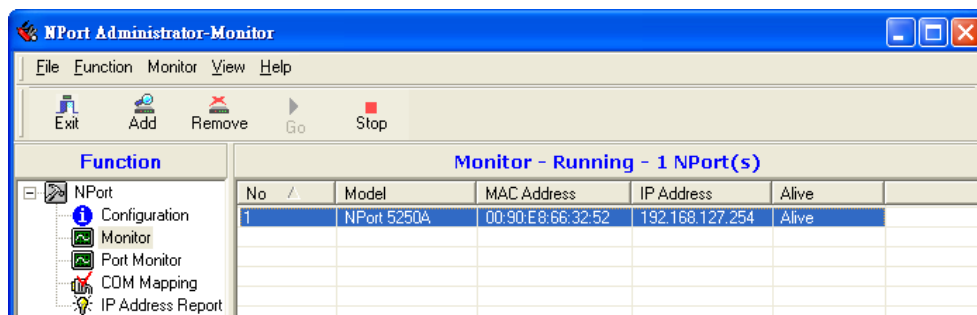 NPort Administrator-Monitor
File Function Monitor View Help
Exit Add Remove Go Stop
Function
Monitor - Running - 1 NPort(s)
NPort
Configuration
Monitor
Port Monitor
COM Mapping
IP Address Report
No Model MAC Address IP Address Alive
1 NPort 5250A 00:90:E8:66:32:52 192.168.127.254 Alive